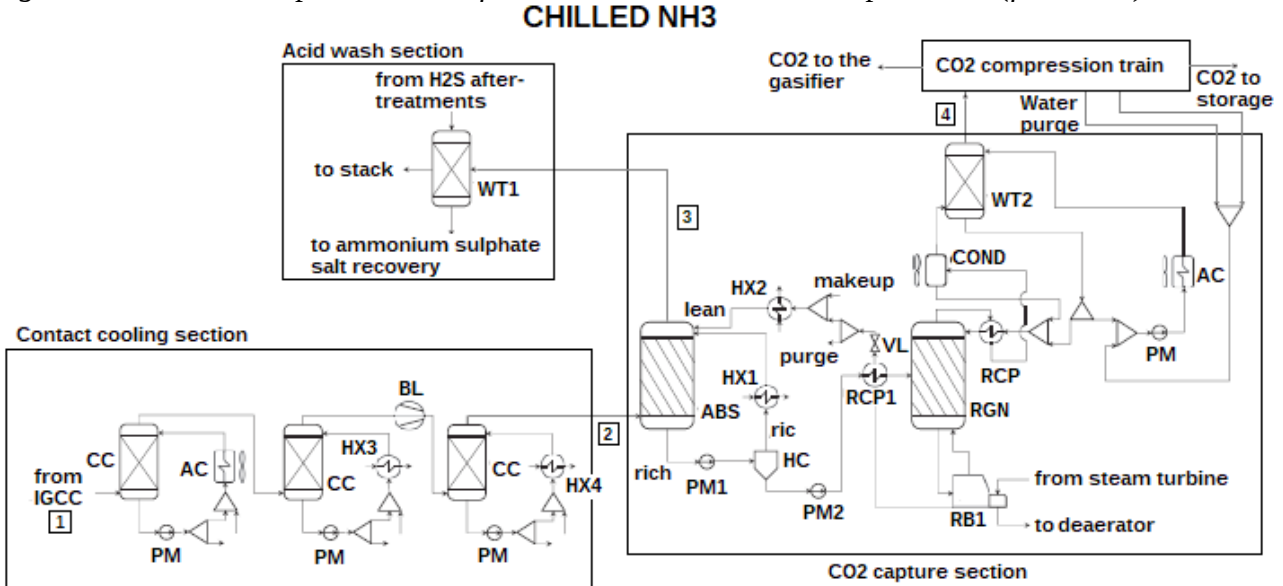 CHILLED NH3
Acid wash section
from H2S after-
treatments
to stack
WT1
to ammonium sulphate
salt recovery
CO2 to the
gasifier
CO2 compression train
CO2 to
storage
Water
purge
4
WT2
3
COND
AC
HX2
makeup
lean
purge
VL
PM
RCP
HX1
RCP1
ABS
RGN
ric
HC
rich
PM1
PM2
from steam turbine
RB1
to deaerator
CO2 capture section
Contact cooling section
BL
2
CC
AC
HX3
CC
CC
HX4
from
IGCC
1
PM
PM
PM